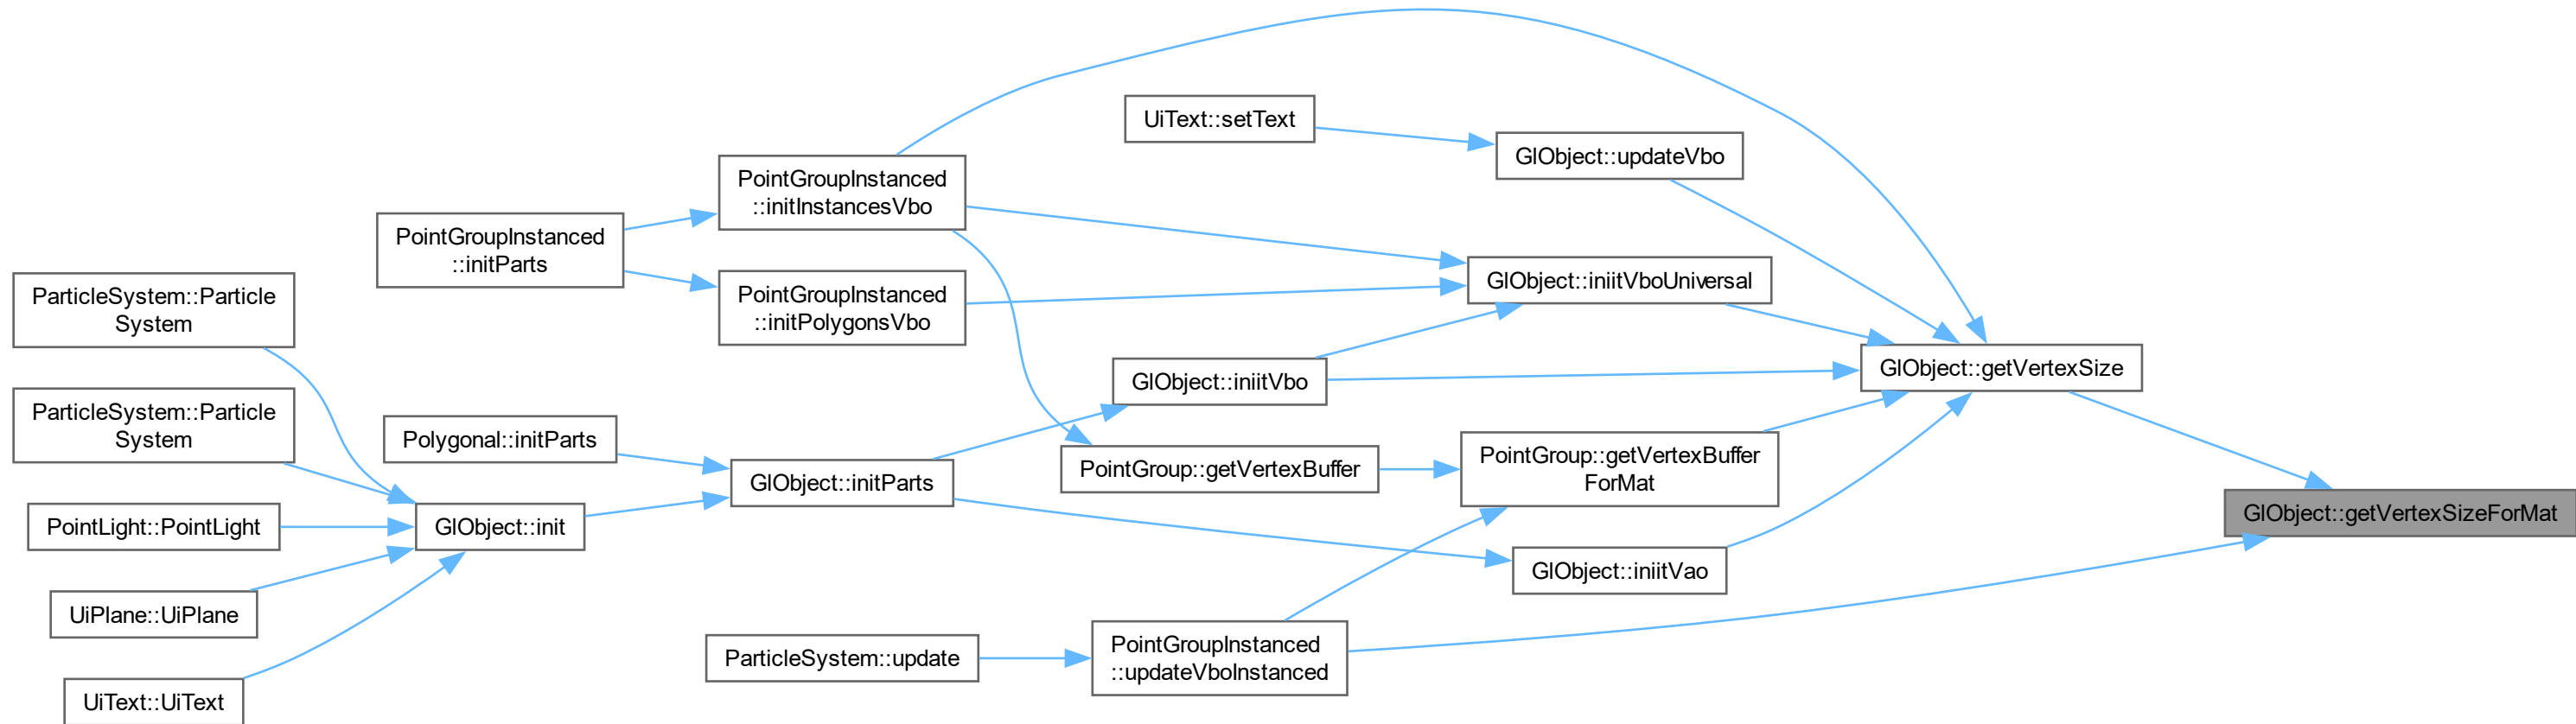 UiText::setText
GlObject::updateVbo
PointGroupInstanced
::initInstancesVbo
PointGroupInstanced
::initParts
GlObject::iniitVboUniversal
ParticleSystem::Particle
System
PointGroupInstanced
::initPolygonsVbo
GlObject::getVertexSize
GlObject::iniitVbo
ParticleSystem::Particle
System
Polygonal::initParts
PointGroup::getVertexBuffer
ForMat
PointGroup::getVertexBuffer
GlObject::initParts
GlObject::getVertexSizeForMat
PointLight::PointLight
GlObject::init
GlObject::iniitVao
UiPlane::UiPlane
ParticleSystem::update
PointGroupInstanced
::updateVboInstanced
UiText::UiText